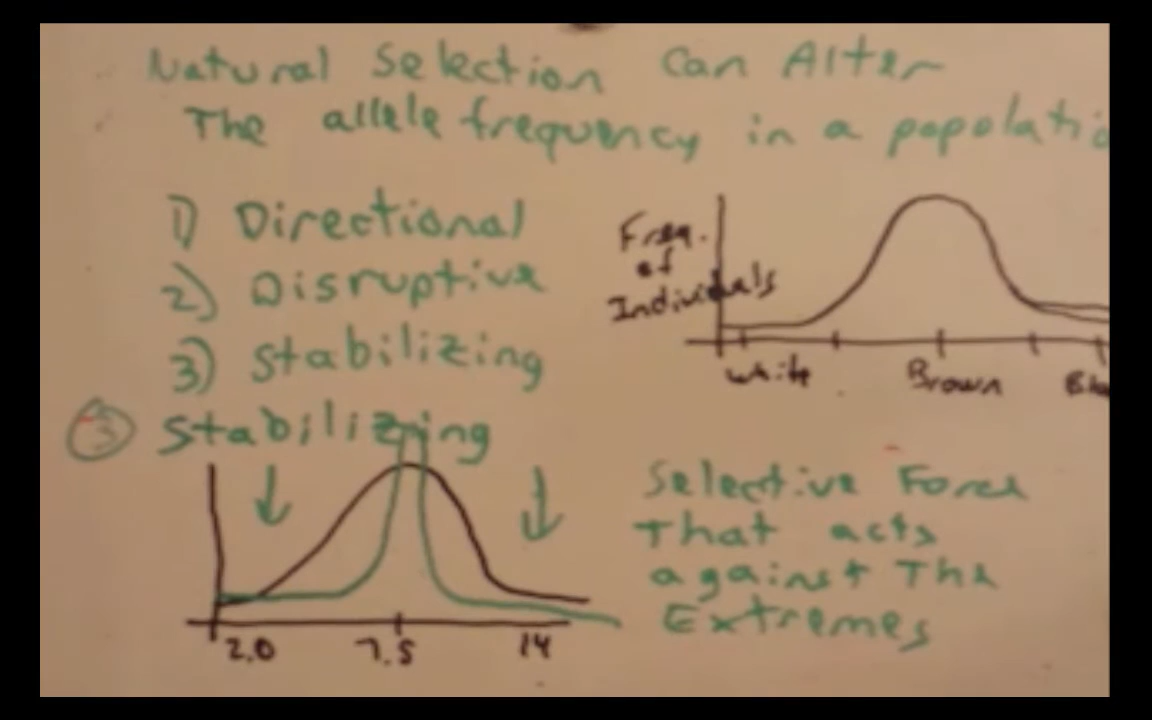 Natural Selection Can Alter
The allele frequency in a populatio
1) Directional
2) Disruptive
3) Stabilizing
Freq.
of
Individuals
White Brown
3 Stabilizing
2.0 7.5 14
Selective Force
That acts
against The
Extremes